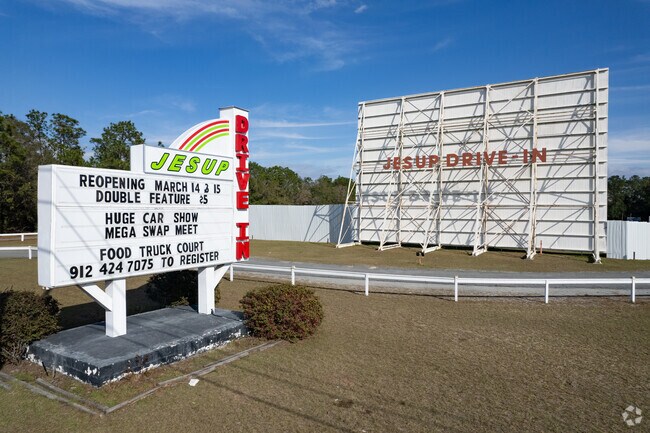 JESUP
DRIVE IN
REOPENING MARCH 14 & 15
DOUBLE FEATURE $5
HUGE CAR SHOW
MEGA SWAP MEET
FOOD TRUCK COURT
912 424 7075 TO REGISTER
JESUP DRIVE-IN